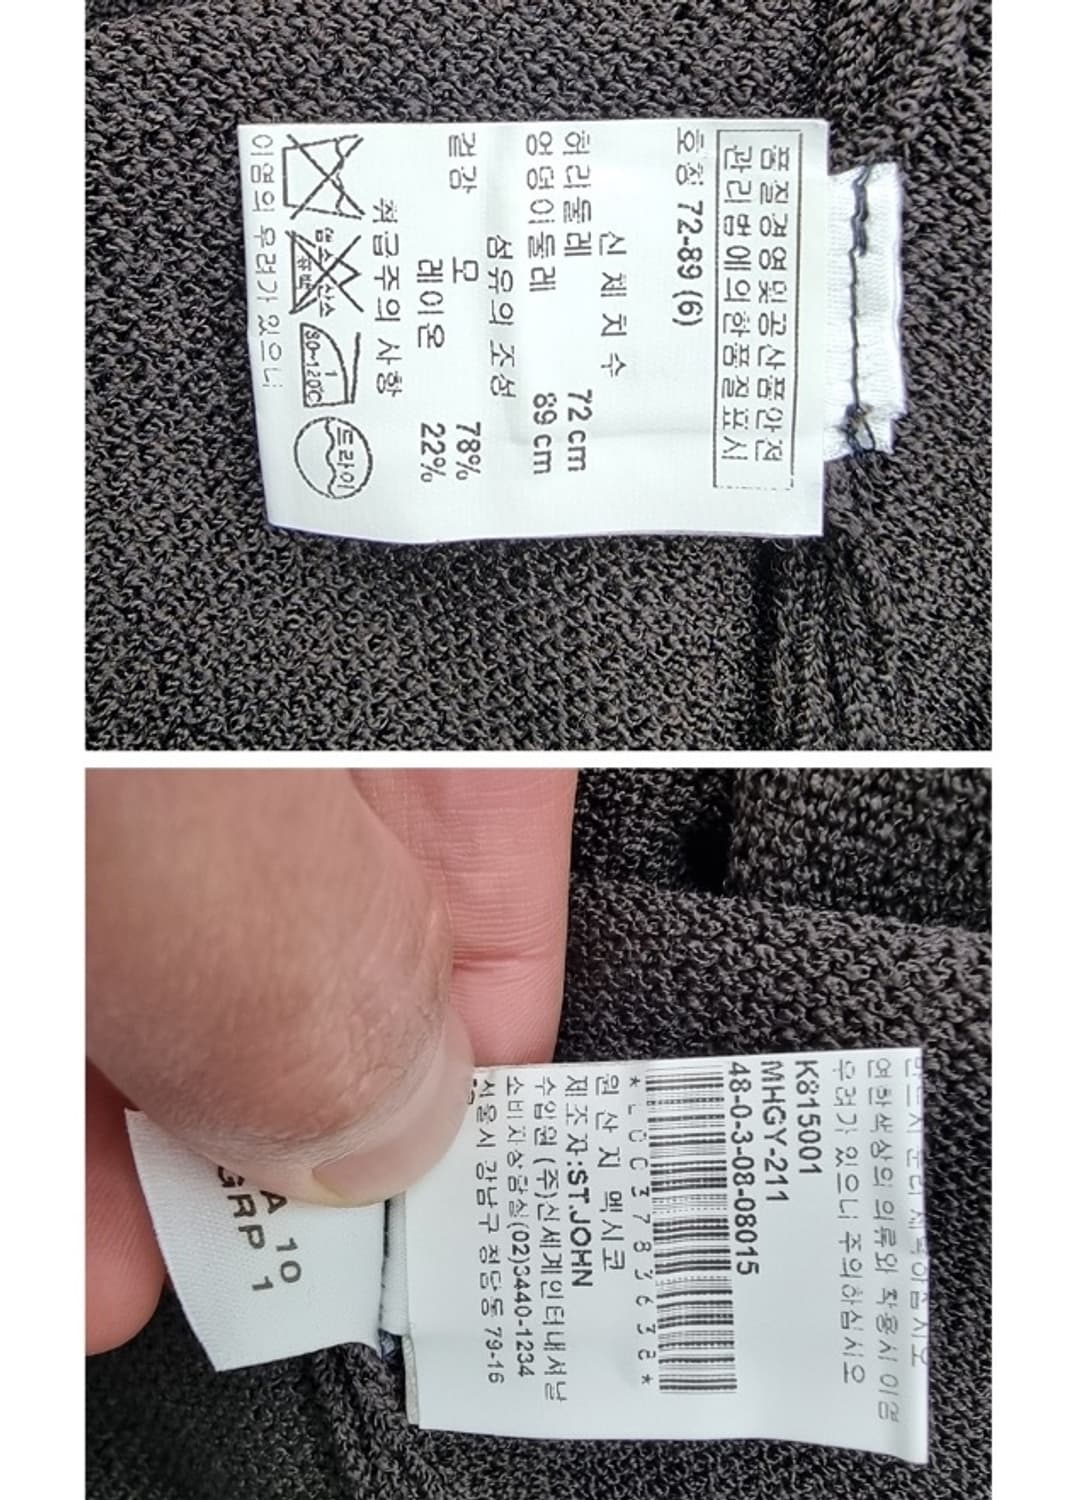 품질경영및공산품안전
관리법에의한품질표시
호칭 72-89 (6)
신 체 치 수
허리둘레 72 cm
엉덩이둘레 89 cm
섬유의 조성
겉감 모 78%
레이온 22%
취급주의 사항
염소,산소
표백
80~120℃
드라이
이염의 우려가 있으니
연한색상의 의류와 착용시 이염
우려가 있으니 주의하십시오
K815001
MHGY-211
48-0-3-08-08015
원 산 지 멕시코
제조자:ST.JOHN
수입원 (주)신세계인터내셔날
소비자상담실(02)3440-1234
서울시 강남구 청담동 79-16
A 10
GRP 1